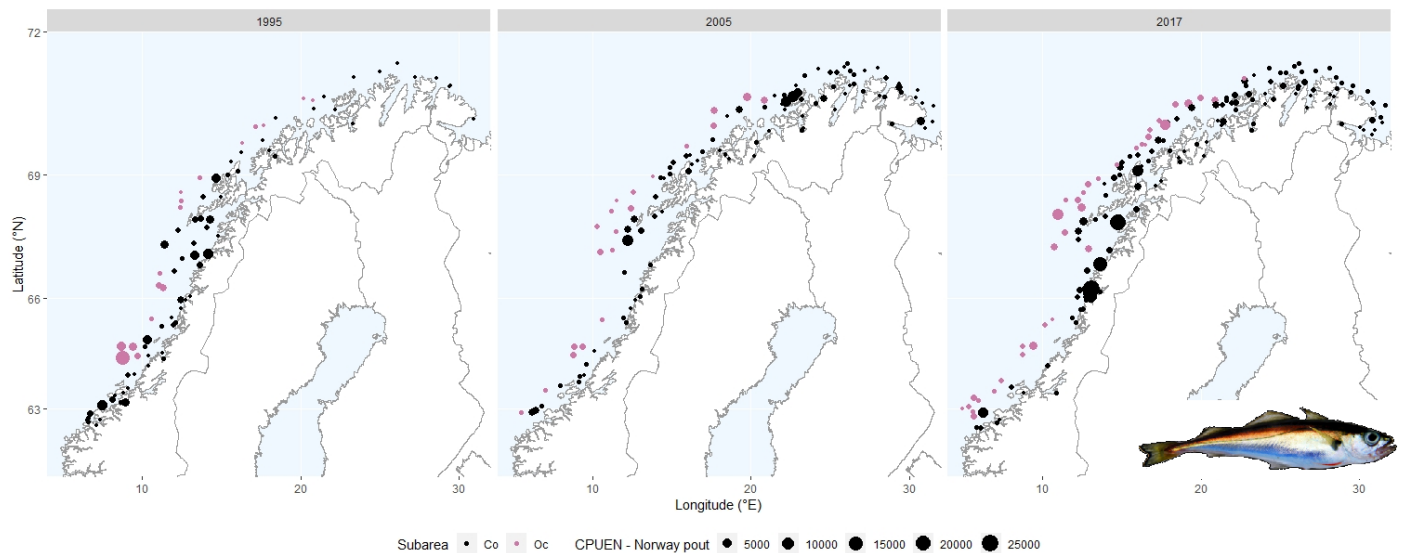 1995 2005 2017
72
69
66
63
Latitude (°N)
10 20 30 10 20 30 10 20 30
Longitude (°E)
Subarea Co Oc CPUEN - Norway pout 5000 10000 15000 20000 25000